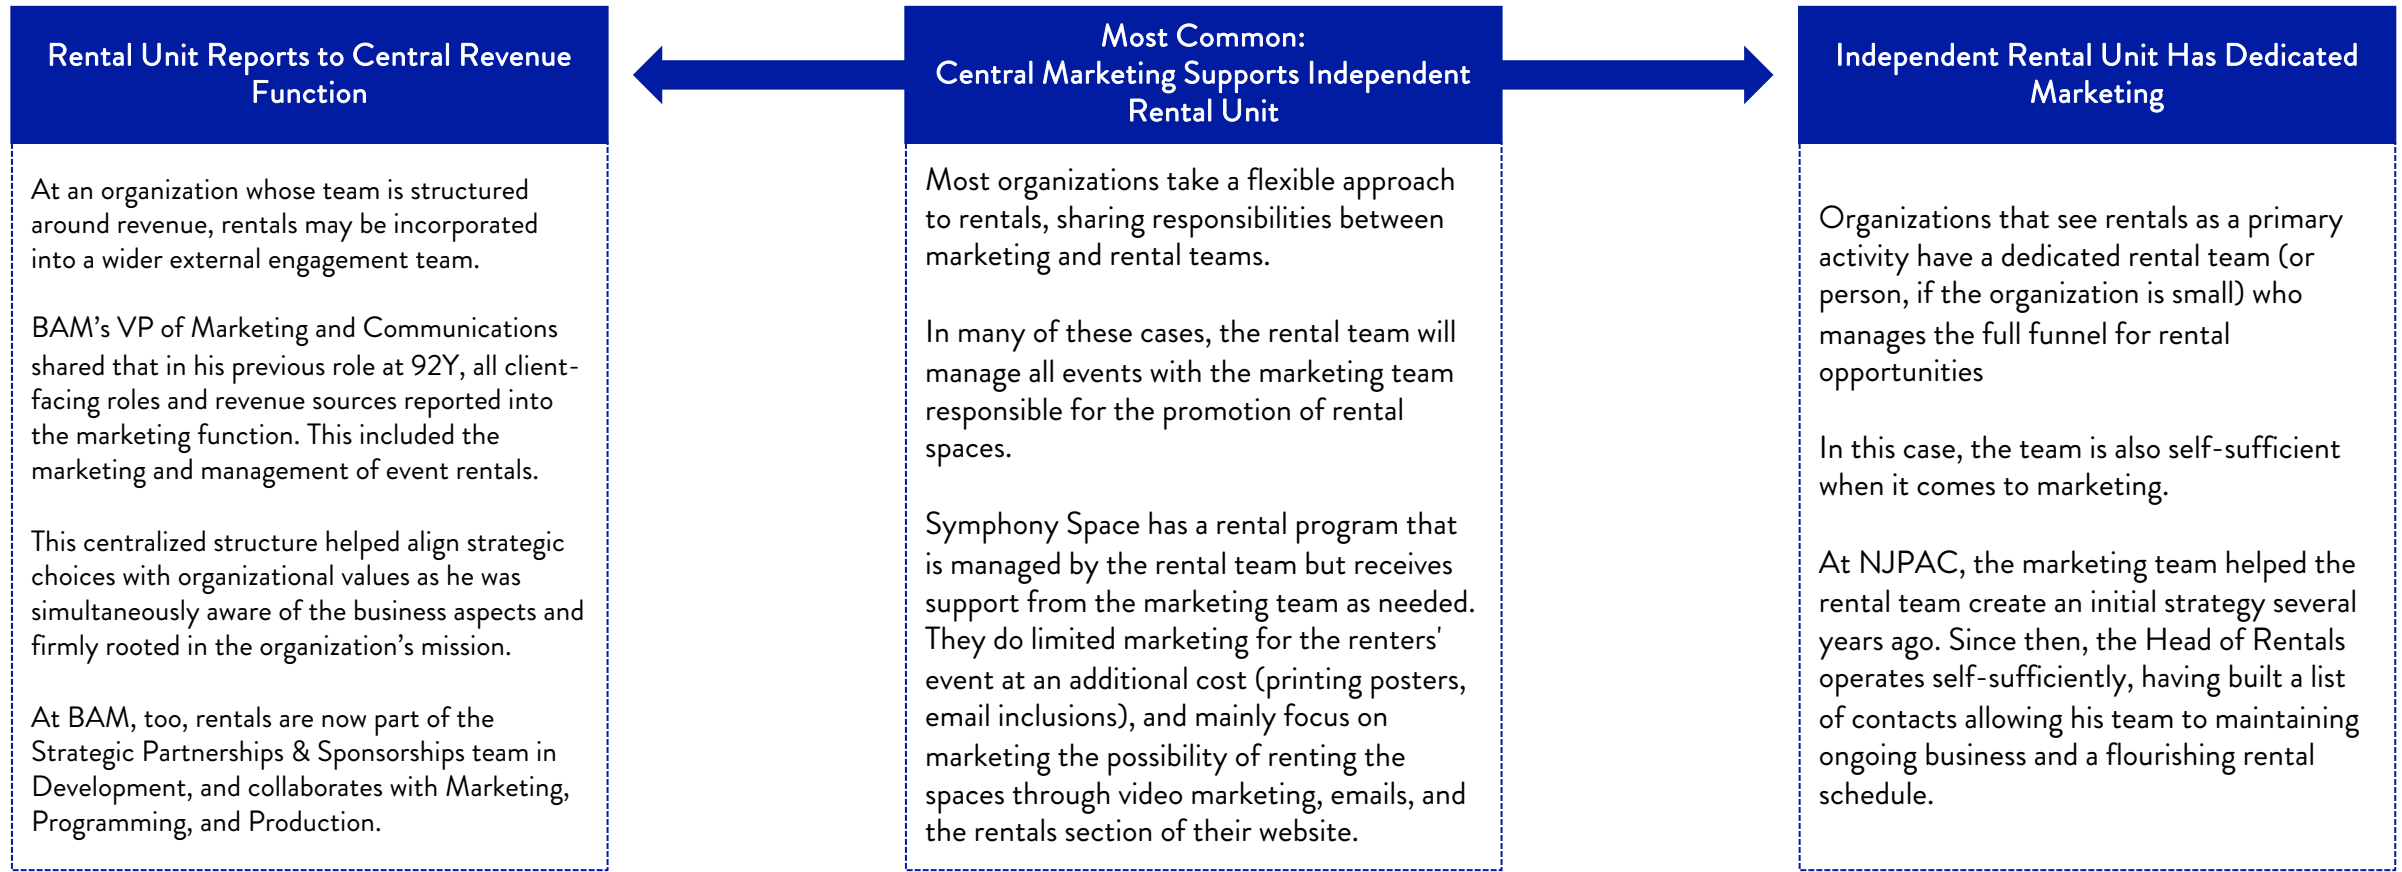 Rental Unit Reports to Central Revenue
Function
At an organization whose team is structured
around revenue, rentals may be incorporated
into a wider external engagement team.
BAM's VP of Marketing and Communications
shared that in his previous role at 92Y, all client-
facing roles and revenue sources reported into
the marketing function. This included the
marketing and management of event rentals.
This centralized structure helped align strategic
choices with organizational values as he was
simultaneously aware of the business aspects and
firmly rooted in the organization's mission.
At BAM, too, rentals are now part of the
Strategic Partnerships & Sponsorships team in
Development, and collaborates with Marketing,
Programming, and Production.
Most Common:
Central Marketing Supports Independent
Rental Unit
Most organizations take a flexible approach
to rentals, sharing responsibilities between
marketing and rental teams.
In many of these cases, the rental team will
manage all events with the marketing team
responsible for the promotion of rental
spaces.
Symphony Space has a rental program that
is managed by the rental team but receives
support from the marketing team as needed.
They do limited marketing for the renters'
event at an additional cost (printing posters,
email inclusions), and mainly focus on
marketing the possibility of renting the
spaces through video marketing, emails, and
the rentals section of their website.
Independent Rental Unit Has Dedicated
Marketing
Organizations that see rentals as a primary
activity have a dedicated rental team (or
person, if the organization is small) who
manages the full funnel for rental
opportunities
In this case, the team is also self-sufficient
when it comes to marketing.
At NJPAC, the marketing team helped the
rental team create an initial strategy several
years ago. Since then, the Head of Rentals
operates self-sufficiently, having built a list
of contacts allowing his team to maintaining
ongoing business and a flourishing rental
schedule.